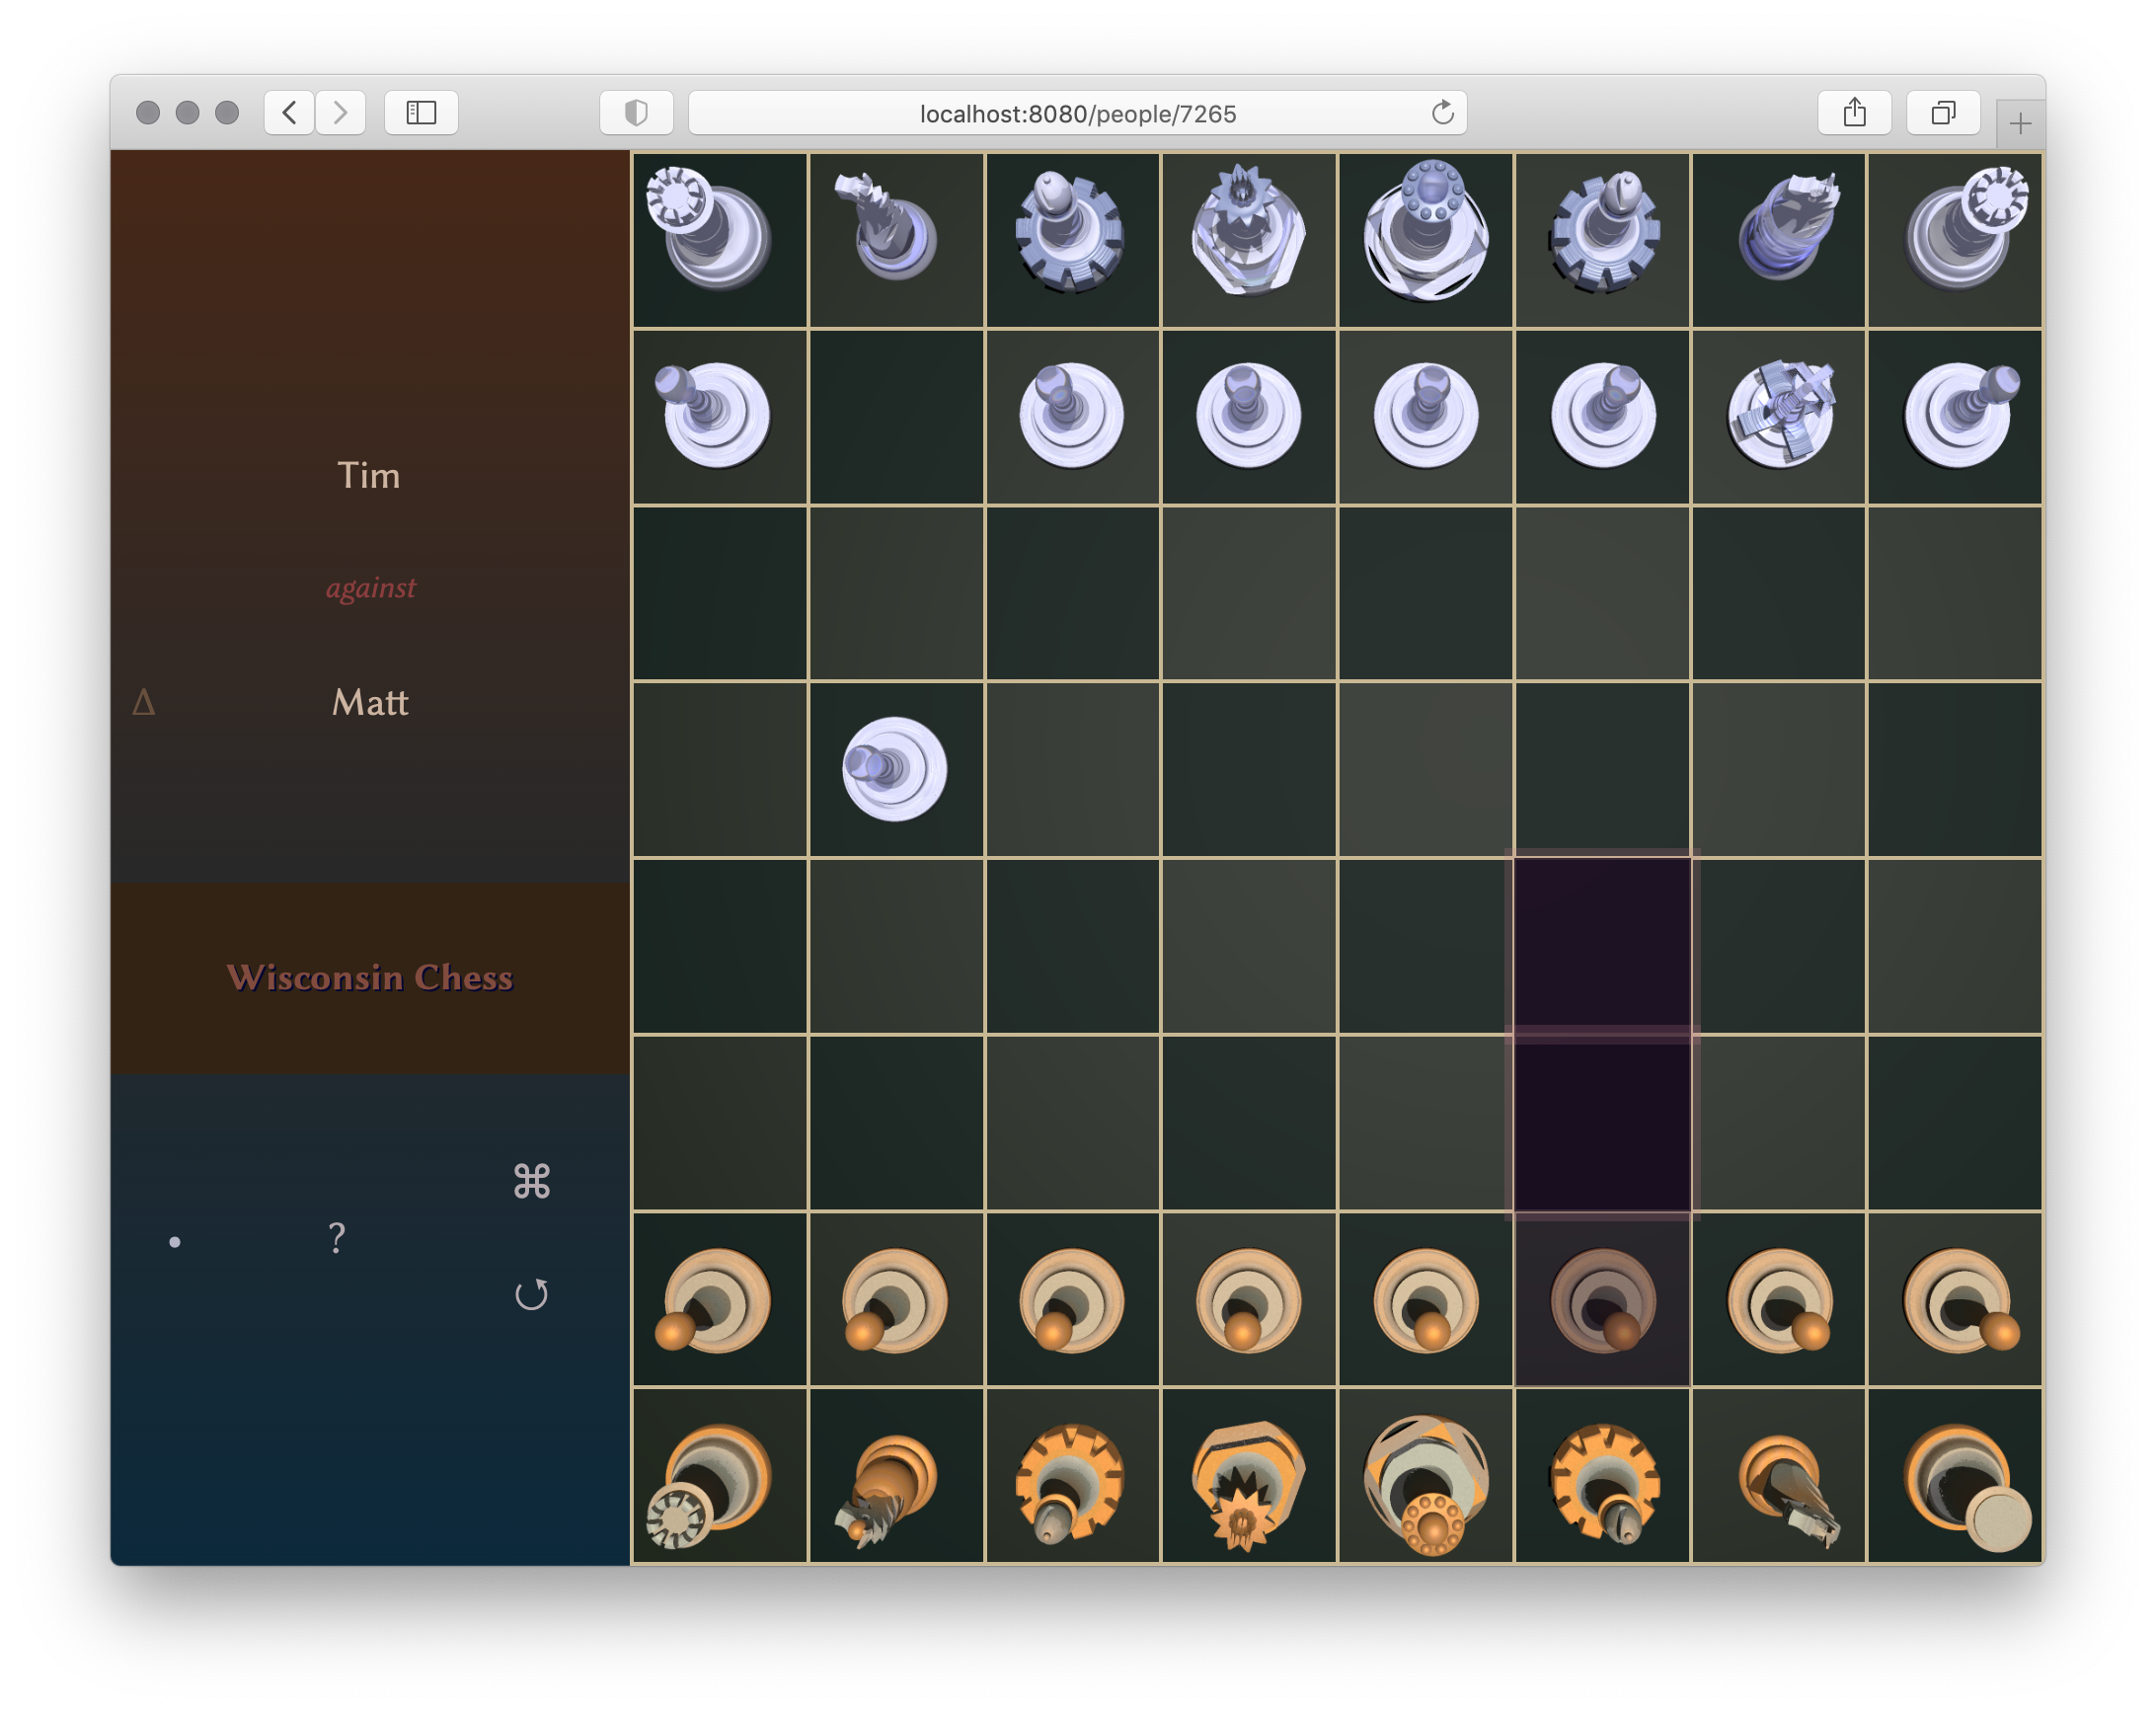 localhost:8080/people/7265
Tim
against
Δ Matt
Wisconsin Chess
⌘
• ?